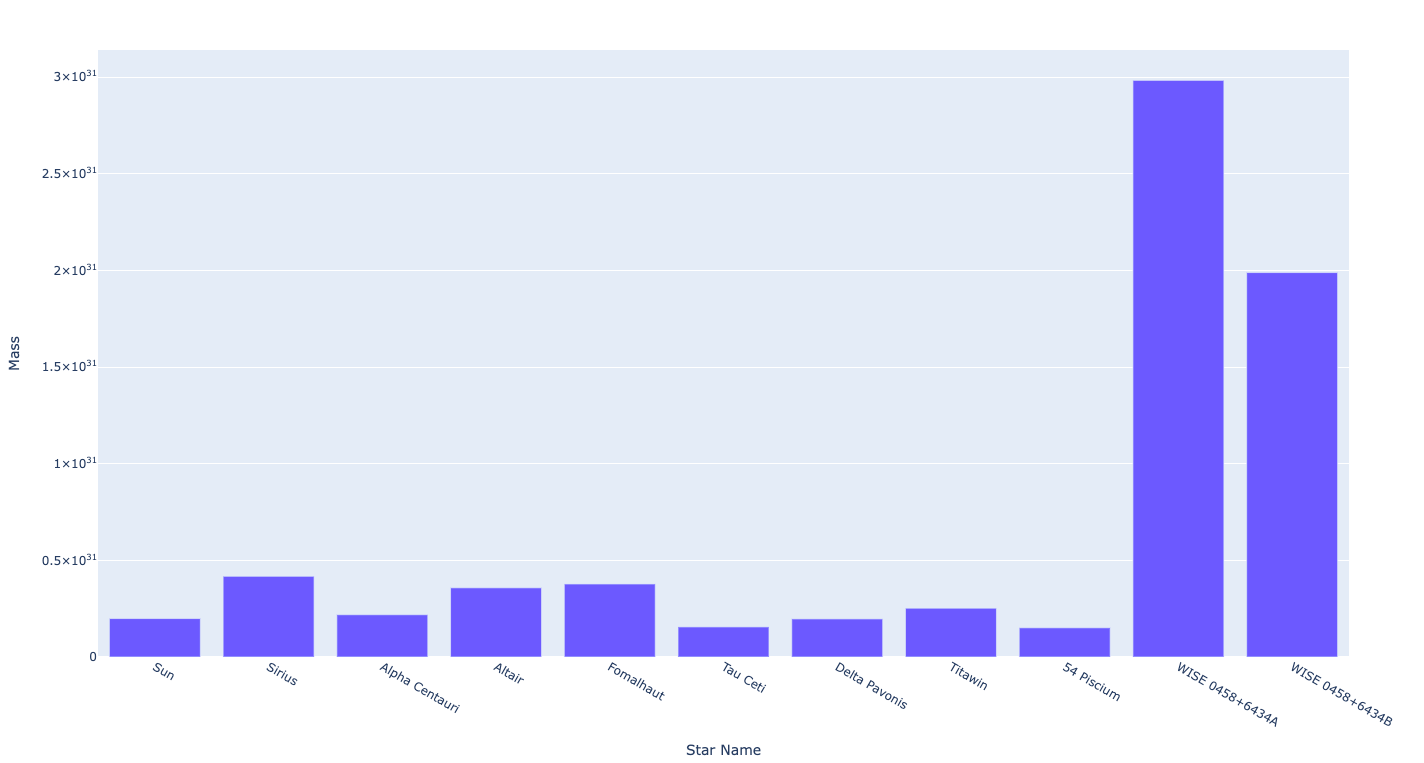 3×10³¹
2.5×10³¹
2×10³¹
1.5×10³¹
1×10³¹
0.5×10³¹
0
Mass
Sun
Sirius
Alpha Centauri
Altair
Fomalhaut
Tau Ceti
Delta Pavonis
Titawin
54 Piscium
WISE 0458+6434A
WISE 0458+6434B
Star Name